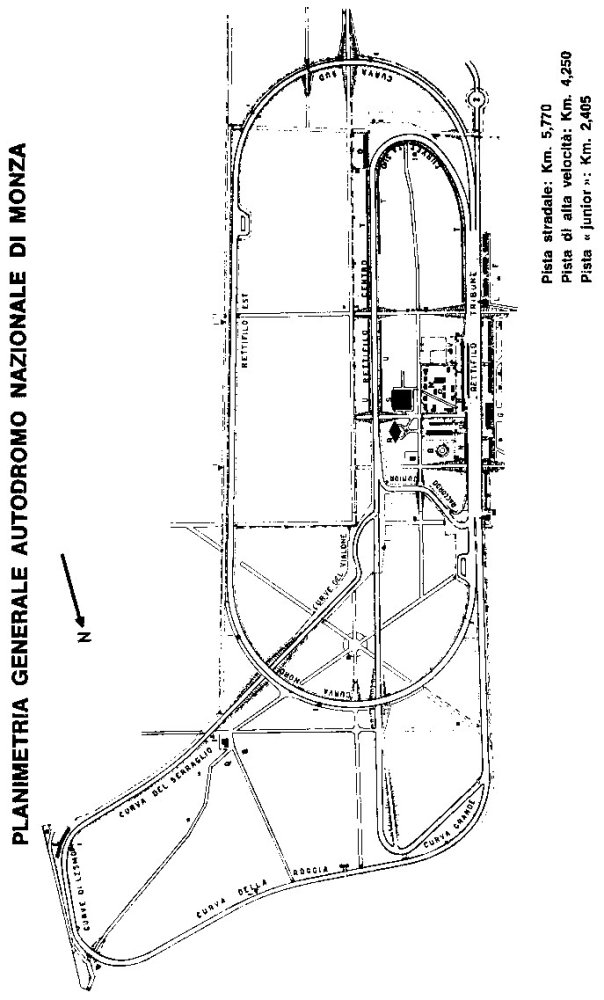 PLANIMETRIA GENERALE AUTODROMO NAZIONALE DI MONZA
N
CURVA SUD
RETTIFILO EST
RETTIFILO CENTRO
RETTIFILO TRIBUNE
RACCORDO JUNIOR
CURVE DEL VIALONE
CURVA NORD
CURVA DEL SERRAGLIO
CURVE DI LESMO
CURVA DELLA ROGGIA
CURVA GRANDE
Pista stradale: Km. 5,770
Pista di alta velocità: Km. 4,250
Pista « junior »: Km. 2,405